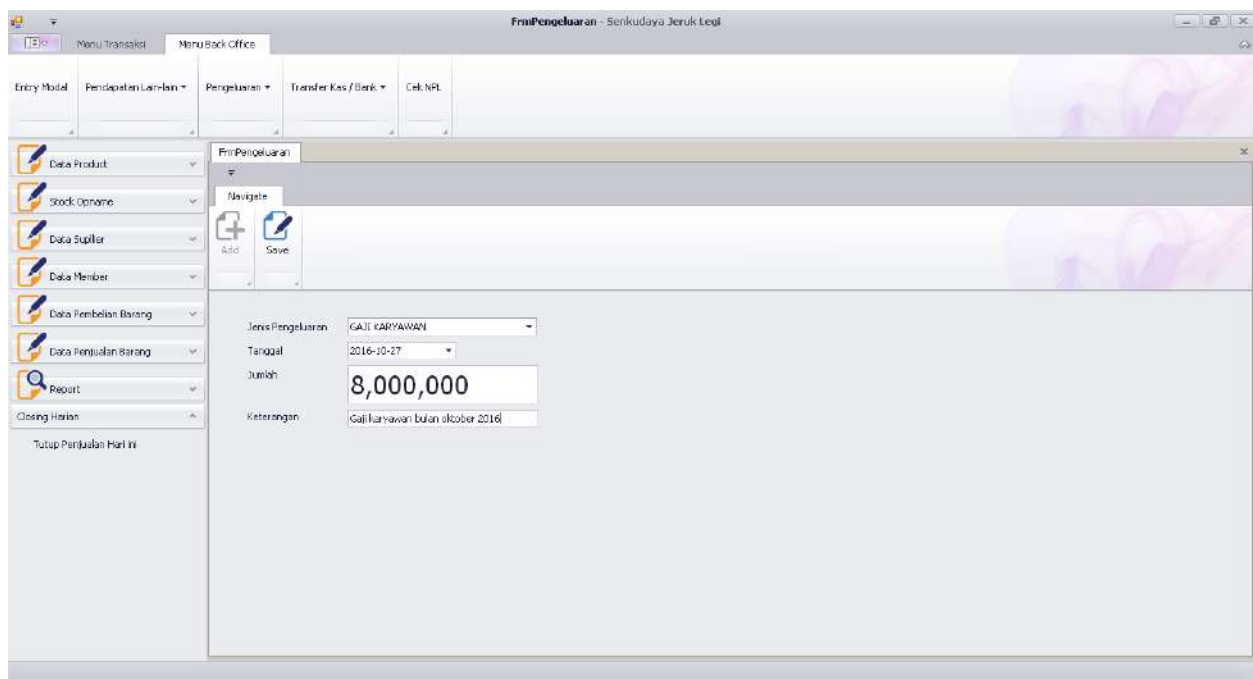 FrmPengeluaran - Senkudaya Jeruk Legi
Menu Transaksi Menu Back Office
Entry Modal Pendapatan Lain-lain Pengeluaran Transfer Kas / Bank Cek NPL
Data Product
Stock Opname
Data Suplier
Data Member
Data Pembelian Barang
Data Penjualan Barang
Report
Closing Harian
Tutup Penjualan Hari ini
FrmPengeluaran
Navigate
Add Save
Jenis Pengeluaran GAJI KARYAWAN
Tanggal 2016-10-27
Jumlah 8,000,000
Keterangan Gaji karyawan bulan oktober 2016